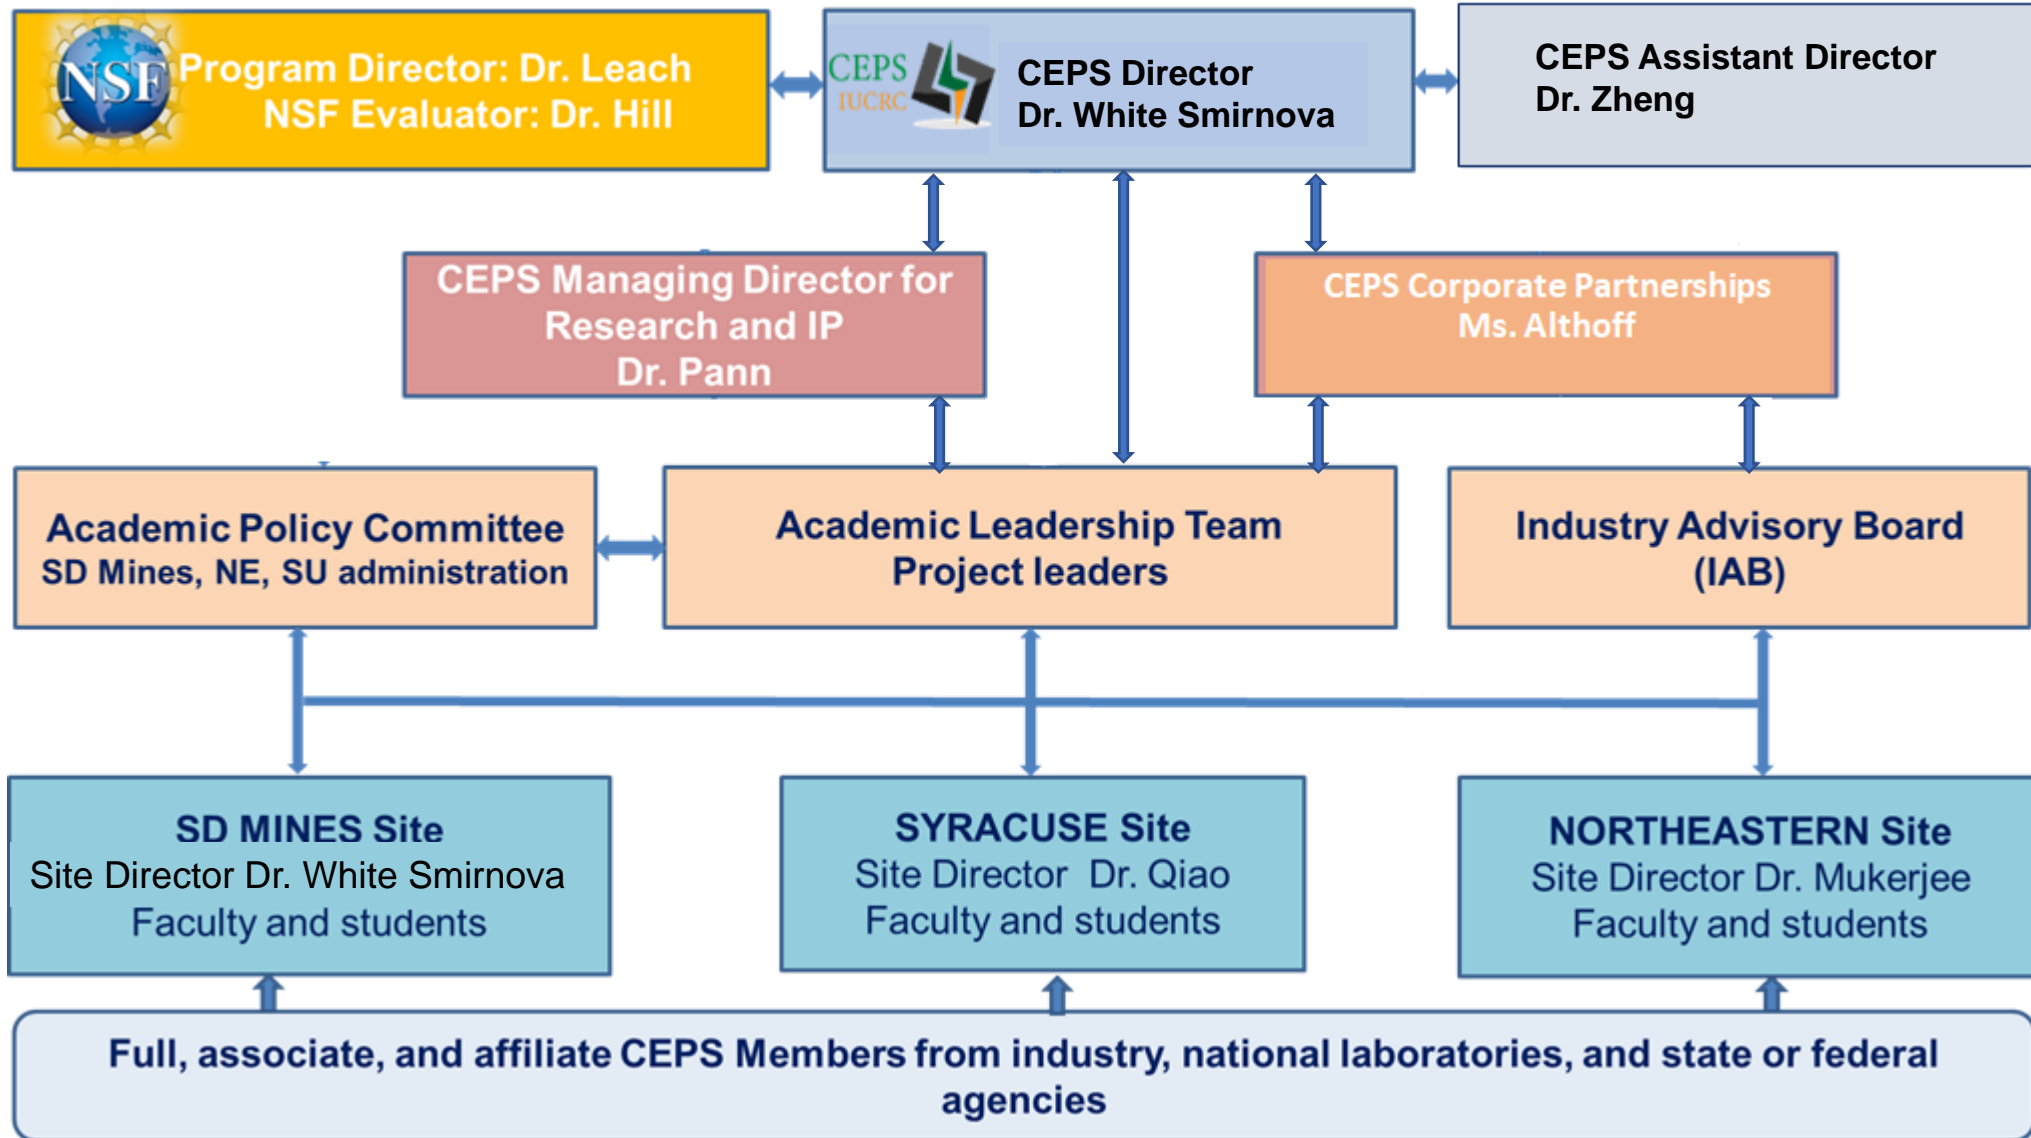 NSF
Program Director: Dr. Leach
NSF Evaluator: Dr. Hill
CEPS
IUCRC
CEPS Director
Dr. White Smirnova
CEPS Assistant Director
Dr. Zheng
CEPS Managing Director for
Research and IP
Dr. Pann
CEPS Corporate Partnerships
Ms. Althoff
Academic Policy Committee
SD Mines, NE, SU administration
Academic Leadership Team
Project leaders
Industry Advisory Board
(IAB)
SD MINES Site
Site Director Dr. White Smirnova
Faculty and students
SYRACUSE Site
Site Director Dr. Qiao
Faculty and students
NORTHEASTERN Site
Site Director Dr. Mukerjee
Faculty and students
Full, associate, and affiliate CEPS Members from industry, national laboratories, and state or federal
agencies